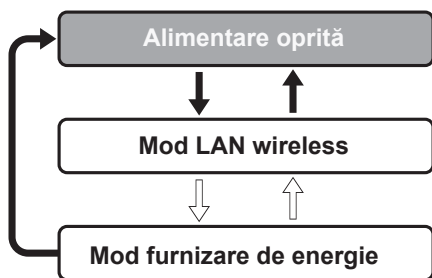 Alimentare oprită
Mod LAN wireless
Mod furnizare de energie